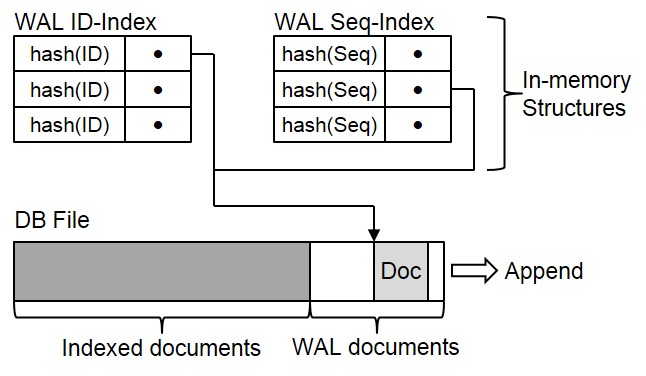 WAL ID-Index
WAL Seq-Index
hash(ID) •
hash(Seq) •
hash(ID) •
hash(Seq) •
hash(ID) •
hash(Seq) •
In-memory
Structures
DB File
Doc
Append
Indexed documents
WAL documents